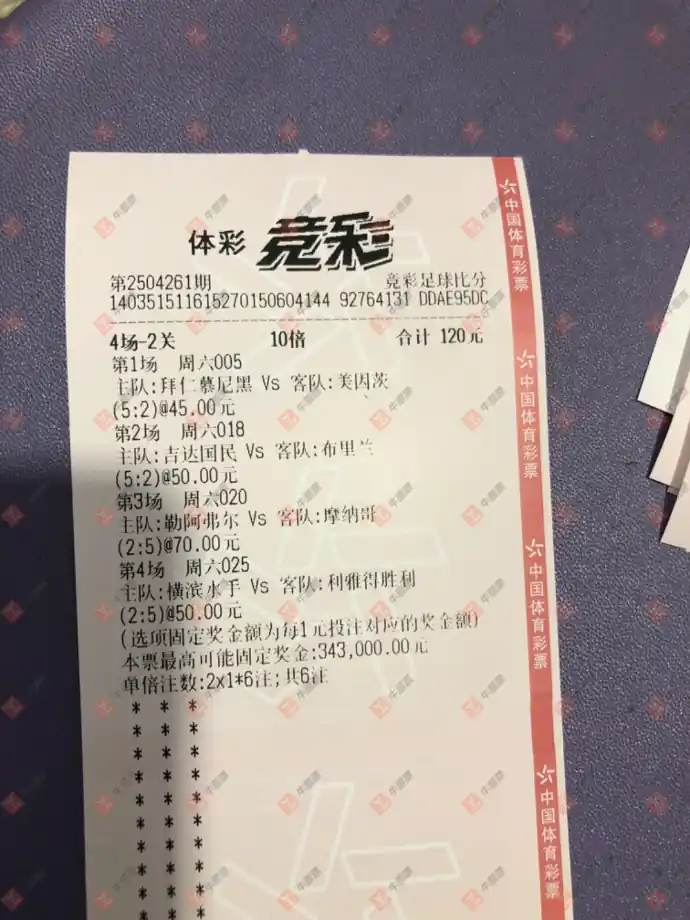 体彩 竞彩
第2504261期 竞彩足球比分
140351511615270150604144 92764131 DDAE95DC
4场-2关 10倍 合计 120元
第1场 周六005
主队:拜仁慕尼黑 Vs 客队:美因茨
(5:2)@45.00元
第2场 周六018
主队:吉达国民 Vs 客队:布里兰
(5:2)@50.00元
第3场 周六020
主队:勒阿弗尔 Vs 客队:摩纳哥
(2:5)@70.00元
第4场 周六025
主队:横滨水手 Vs 客队:利雅得胜利
(2:5)@50.00元
(选项固定奖金额为每1元投注对应的奖金额)
本票最高可能固定奖金:343,000.00元
单倍注数:2x1*6注;共6注
* * *
* * *
* * *
* * *
* * *
* * *
* * *
* * *
* * *
* * *
中国体育彩票
中国体育彩票
中国体育彩票
中国体育彩票